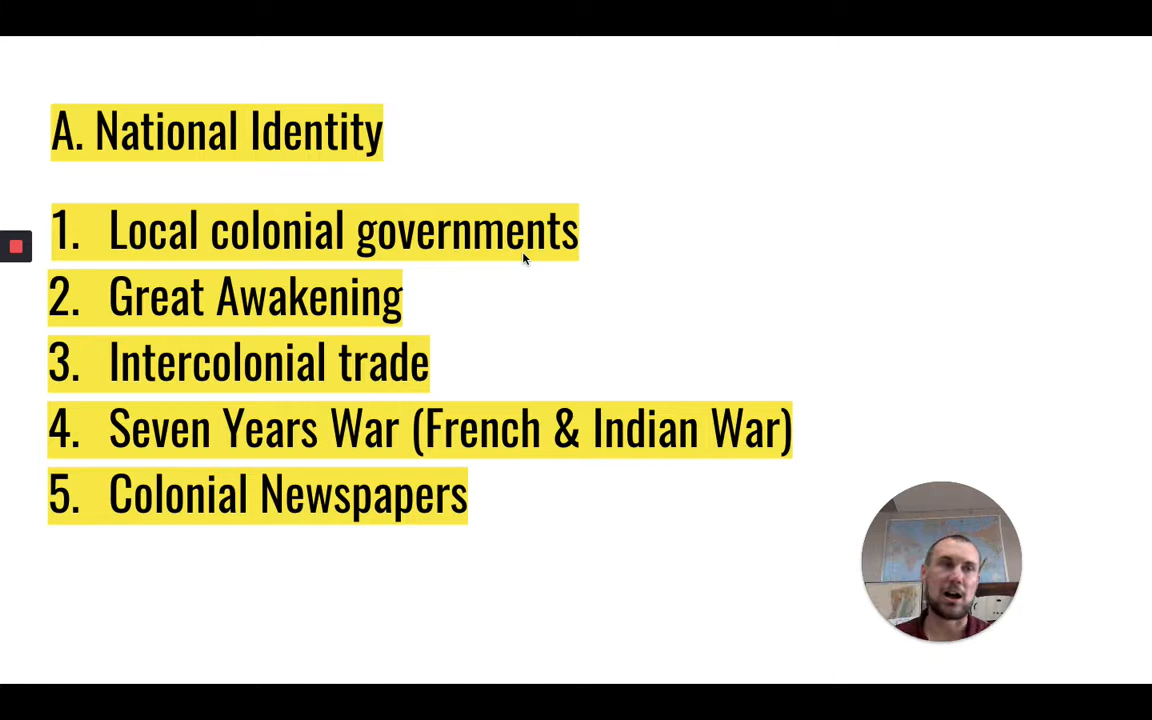 A. National Identity
1. Local colonial governments
2. Great Awakening
3. Intercolonial trade
4. Seven Years War (French & Indian War)
5. Colonial Newspapers